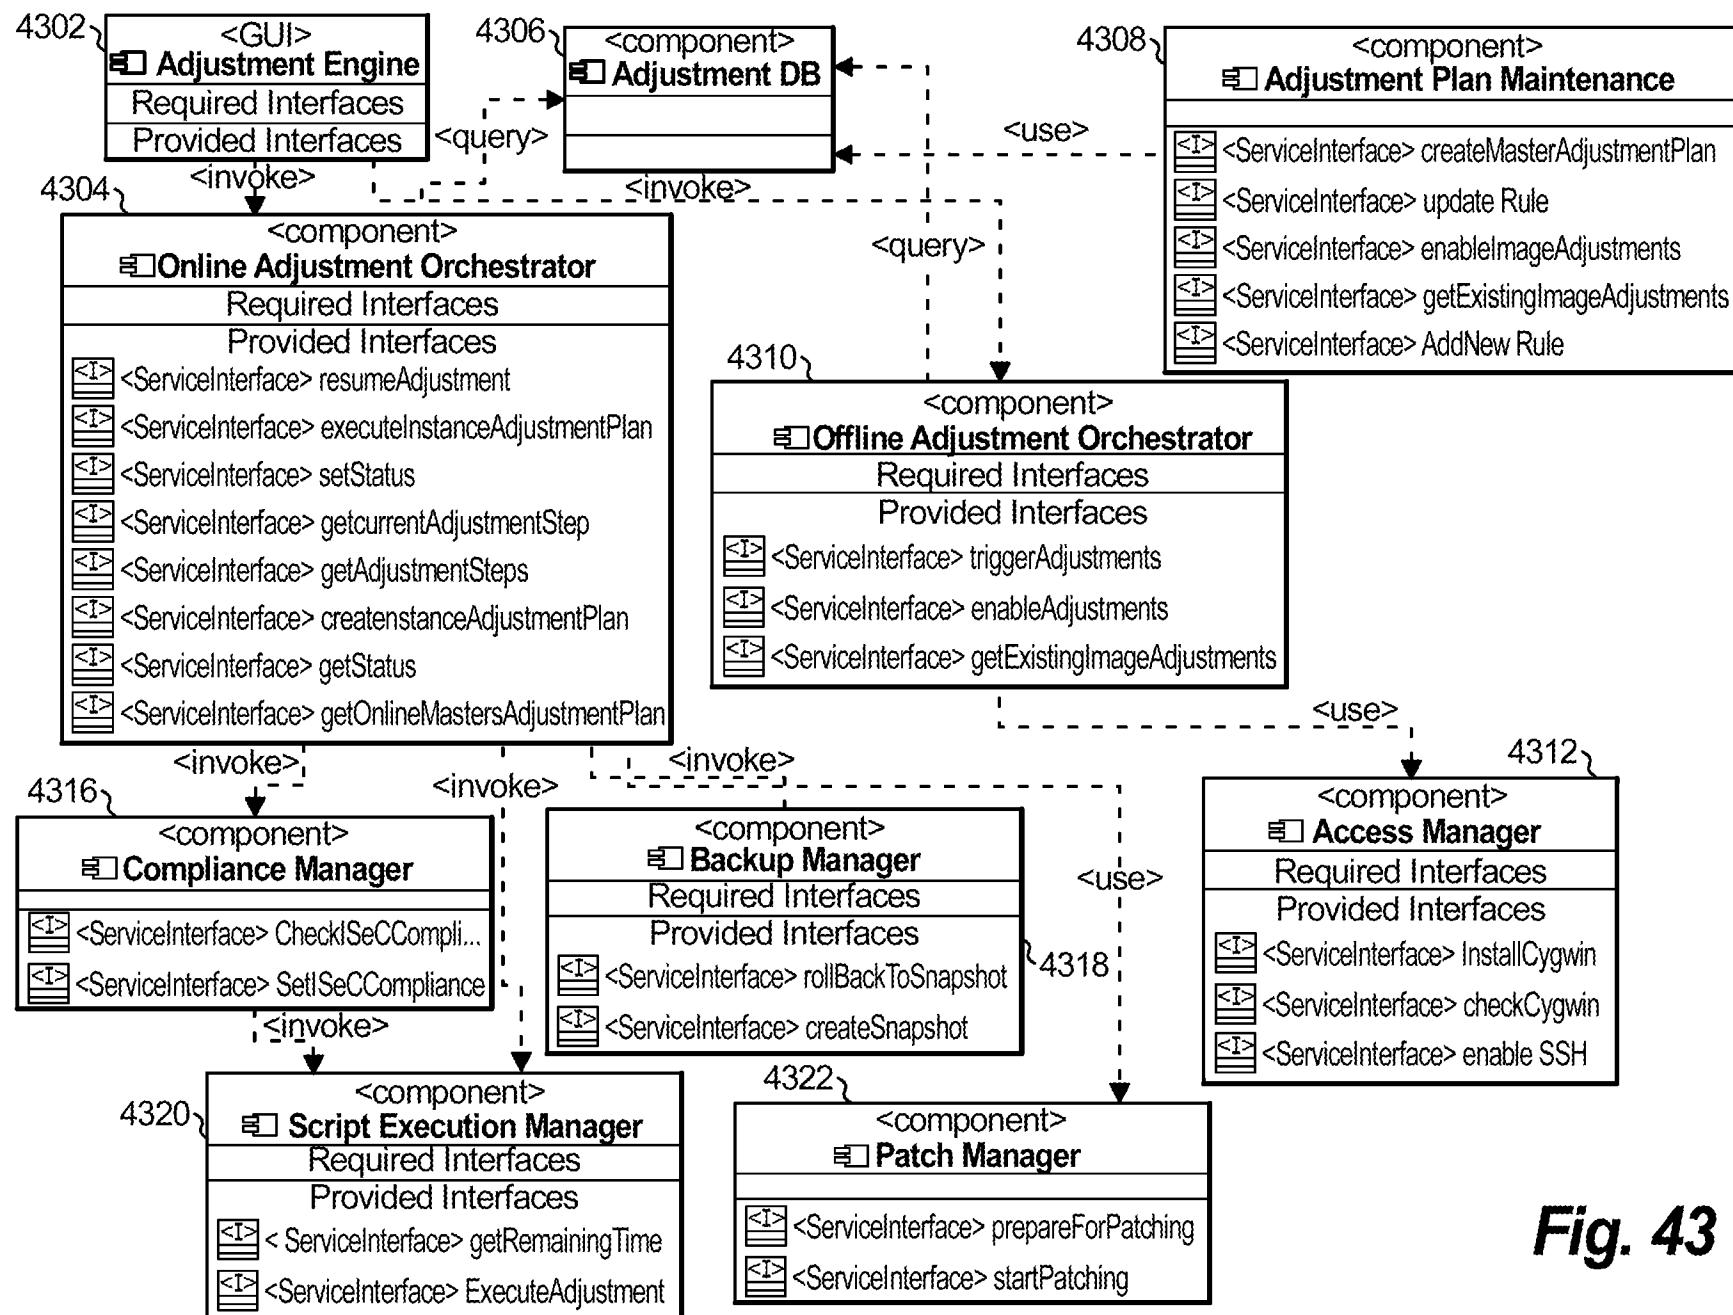 4302
<GUI>
Adjustment Engine
Required Interfaces
Provided Interfaces
4306
<component>
Adjustment DB
4308
<component>
Adjustment Plan Maintenance
<I> <ServiceInterface> createMasterAdjustmentPlan
<I> <ServiceInterface> update Rule
<I> <ServiceInterface> enableImageAdjustments
<I> <ServiceInterface> getExistingImageAdjustments
<I> <ServiceInterface> AddNew Rule
<query>
<use>
<invoke>
<invoke>
<query>
4304
<component>
Online Adjustment Orchestrator
Required Interfaces
Provided Interfaces
<I> <ServiceInterface> resumeAdjustment
<I> <ServiceInterface> executeInstanceAdjustmentPlan
<I> <ServiceInterface> setStatus
<I> <ServiceInterface> getcurrentAdjustmentStep
<I> <ServiceInterface> getAdjustmentSteps
<I> <ServiceInterface> createnstanceAdjustmentPlan
<I> <ServiceInterface> getStatus
<I> <ServiceInterface> getOnlineMastersAdjustmentPlan
4310
<component>
Offline Adjustment Orchestrator
Required Interfaces
Provided Interfaces
<I> <ServiceInterface> triggerAdjustments
<I> <ServiceInterface> enableAdjustments
<I> <ServiceInterface> getExistingImageAdjustments
<use>
<invoke>
<invoke>
<invoke>
<use>
4316
<component>
Compliance Manager
<I> <ServiceInterface> CheckISeCCompli...
<I> <ServiceInterface> SetISeCCompliance
<invoke>
<component>
Backup Manager
Required Interfaces
Provided Interfaces
<I> <ServiceInterface> rollBackToSnapshot
<I> <ServiceInterface> createSnapshot
4318
4312
<component>
Access Manager
Required Interfaces
Provided Interfaces
<I> <ServiceInterface> InstallCygwin
<I> <ServiceInterface> checkCygwin
<I> <ServiceInterface> enable SSH
4320
<component>
Script Execution Manager
Required Interfaces
Provided Interfaces
<I> < ServiceInterface> getRemainingTime
<I> <ServiceInterface> ExecuteAdjustment
4322
<component>
Patch Manager
<I> <ServiceInterface> prepareForPatching
<I> <ServiceInterface> startPatching
Fig. 43